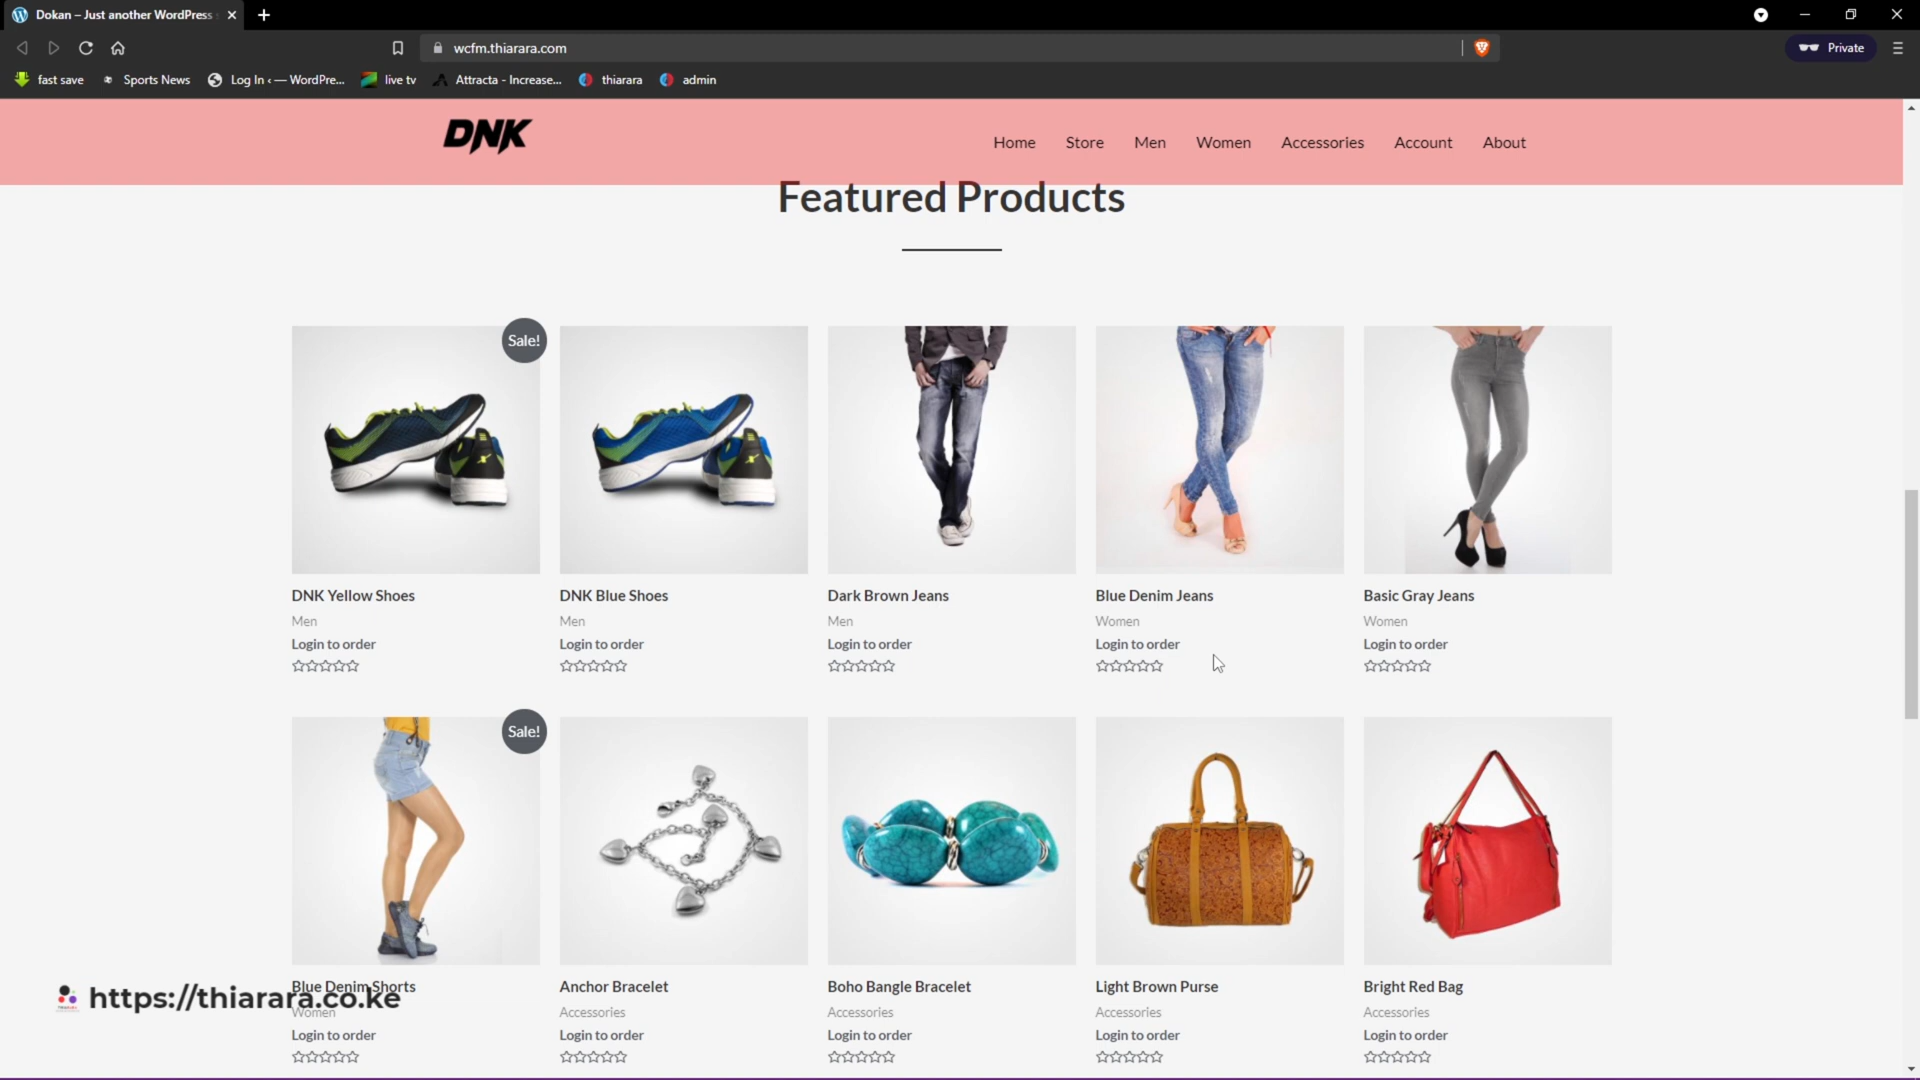 Dokan – Just another WordPress
wcfm.thiarara.com
Private
fast save
Sports News
Log In ‹ — WordPre...
live tv
Attracta - Increase...
thiarara
admin
DNK
Home
Store
Men
Women
Accessories
Account
About
Featured Products
Sale!
DNK Yellow Shoes
Men
Login to order
DNK Blue Shoes
Men
Login to order
Dark Brown Jeans
Men
Login to order
Blue Denim Jeans
Women
Login to order
Basic Gray Jeans
Women
Login to order
Sale!
Blue Denim Shorts
Women
Login to order
Anchor Bracelet
Accessories
Login to order
Boho Bangle Bracelet
Accessories
Login to order
Light Brown Purse
Accessories
Login to order
Bright Red Bag
Accessories
Login to order
https://thiarara.co.ke